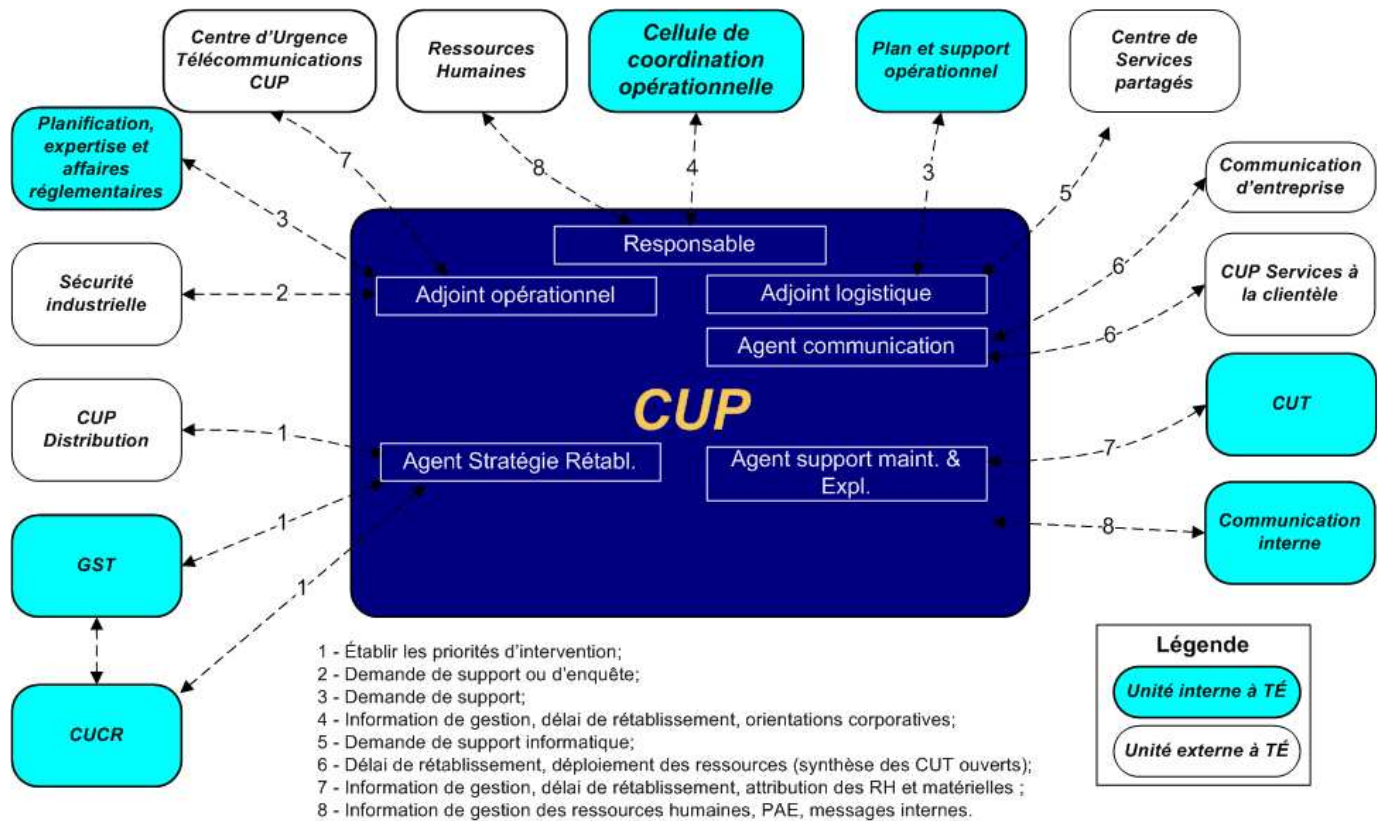 Centre d'Urgence
Télécommunications
CUP
Ressources
Humaines
Cellule de
coordination
opérationnelle
Plan et support
opérationnel
Centre de
Services
partagés
Planification,
expertise et
affaires
réglementaires
Communication
d'entreprise
7
8
4
3
5
3
6
Responsable
Sécurité
industrielle
2
Adjoint opérationnel
Adjoint logistique
CUP Services à
la clientèle
6
Agent communication
CUP
Distribution
1
CUP
CUT
7
Agent Stratégie Rétabl.
Agent support maint. &
Expl.
GST
1
8
Communication
interne
1
CUCR
1 - Établir les priorités d'intervention;
2 - Demande de support ou d'enquête;
3 - Demande de support;
4 - Information de gestion, délai de rétablissement, orientations corporatives;
5 - Demande de support informatique;
6 - Délai de rétablissement, déploiement des ressources (synthèse des CUT ouverts);
7 - Information de gestion, délai de rétablissement, attribution des RH et matérielles ;
8 - Information de gestion des ressources humaines, PAE, messages internes.
Légende
Unité interne à TÉ
Unité externe à TÉ